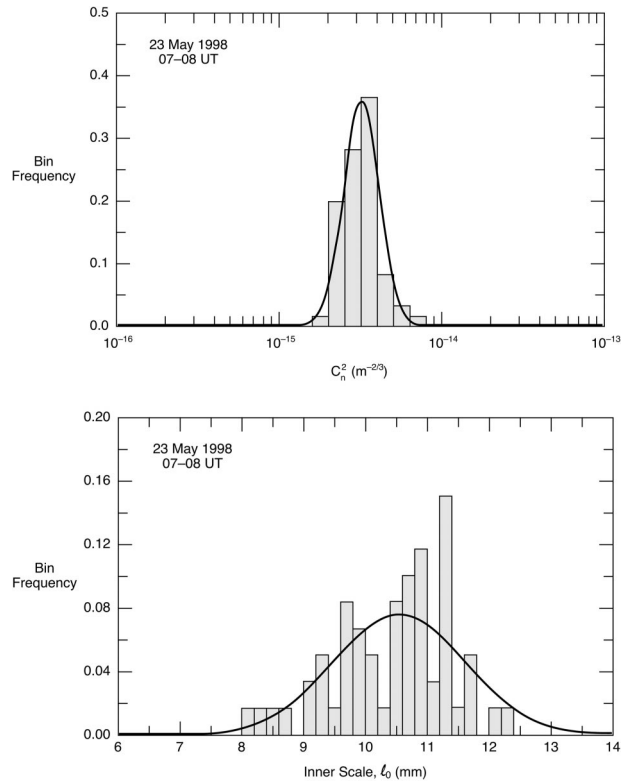 0.5
23 May 1998
07–08 UT
0.4
0.3
Bin
Frequency
0.2
0.1
0.0
10⁻¹⁶ 10⁻¹⁵ 10⁻¹⁴ 10⁻¹³
Cₙ² (m⁻²ᐟ³)
0.20
23 May 1998
07–08 UT
0.16
0.12
Bin
Frequency
0.08
0.04
0.00
6 7 8 9 10 11 12 13 14
Inner Scale, ℓ₀ (mm)